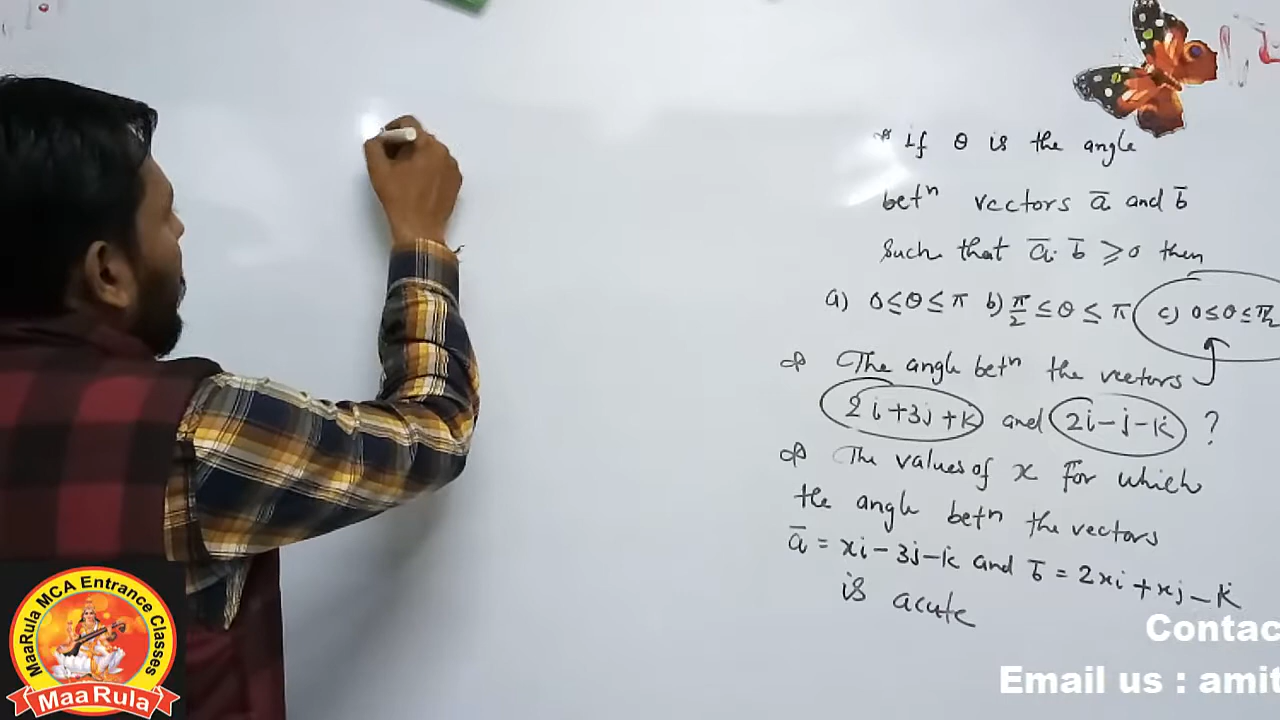 * if θ is the angle
betⁿ vectors a̅ and b̅
Such that a̅. b̅ ⩾ 0 then
a) 0 ≤ θ ≤ π b) π/2 ≤ θ ≤ π c) 0 ≤ θ ≤ π/2
The angle betⁿ the vectors
2i+3j+k and 2i-j-k ?
The values of x For which
the angle betⁿ the vectors
a̅ = xi-3j-k and b̅ = 2xi+xj-k
is acute
MaaRula MCA Entrance Classes
MaaRula
Contac
Email us : amit